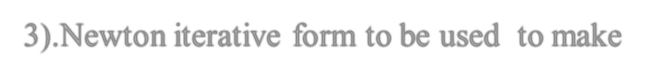 3).Newton iterative form to be used to make